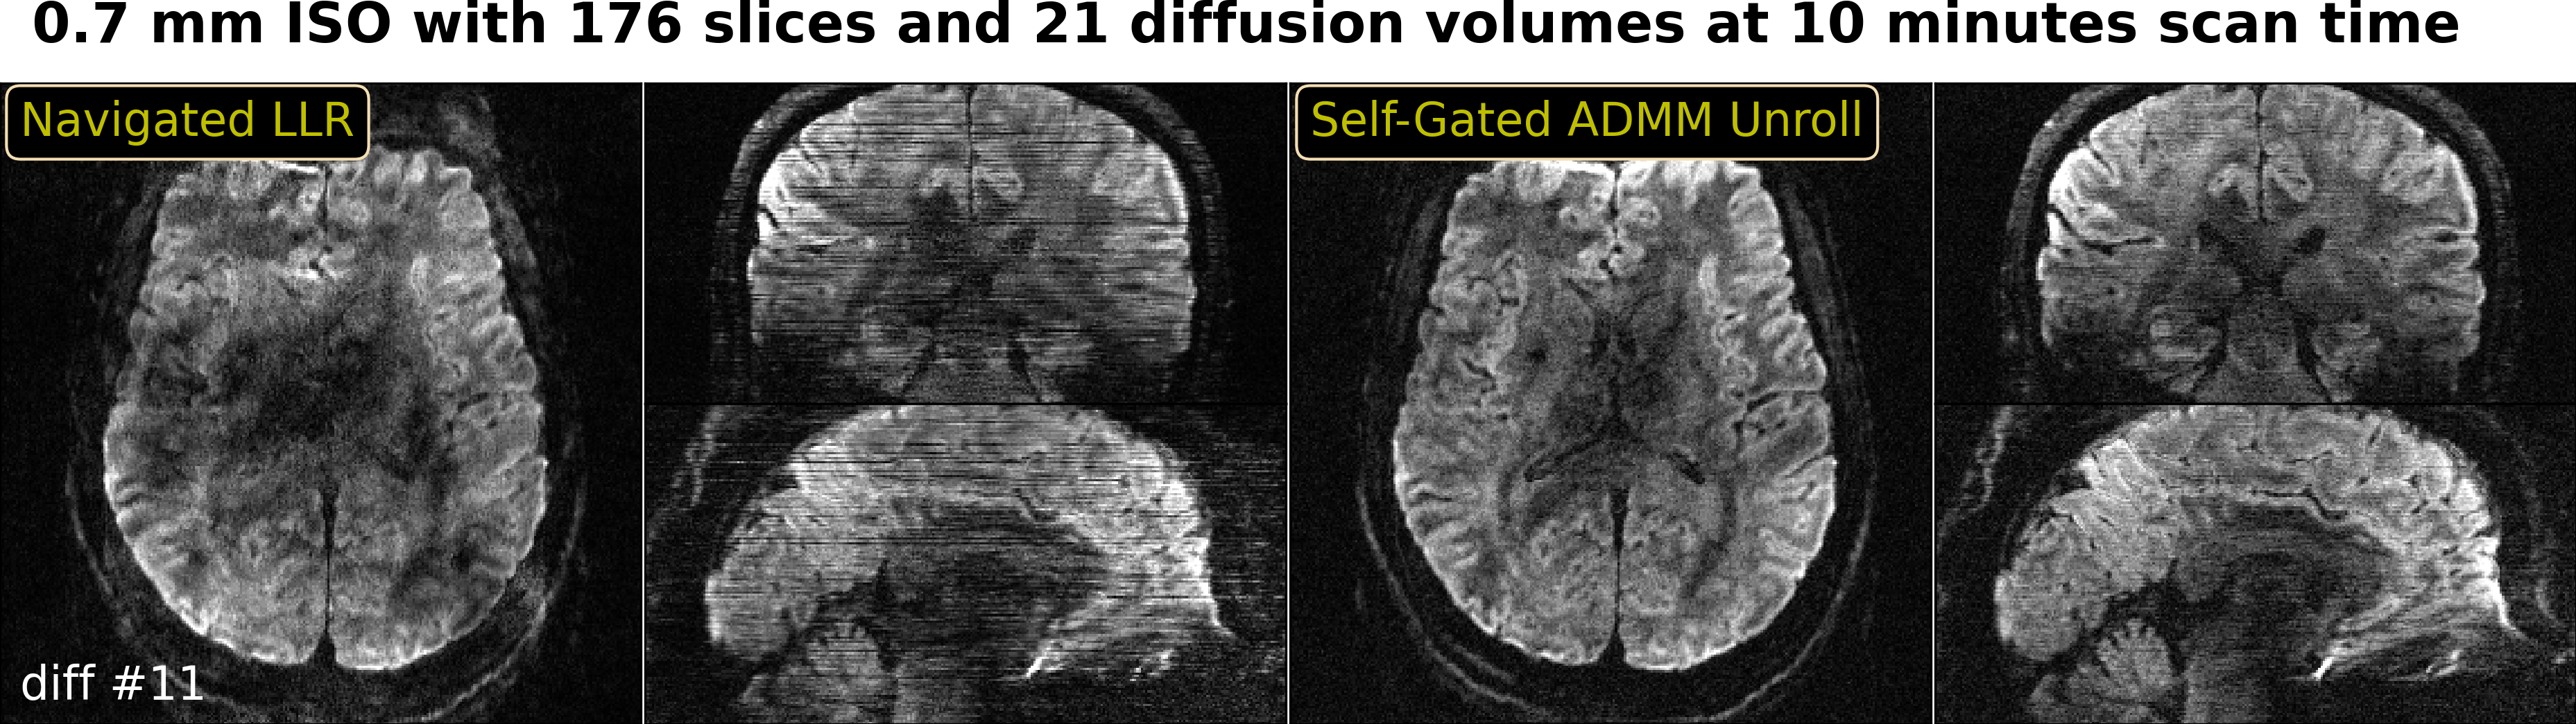 0.7 mm ISO with 176 slices and 21 diffusion volumes at 10 minutes scan time
Navigated LLR
Self-Gated ADMM Unroll
diff #11